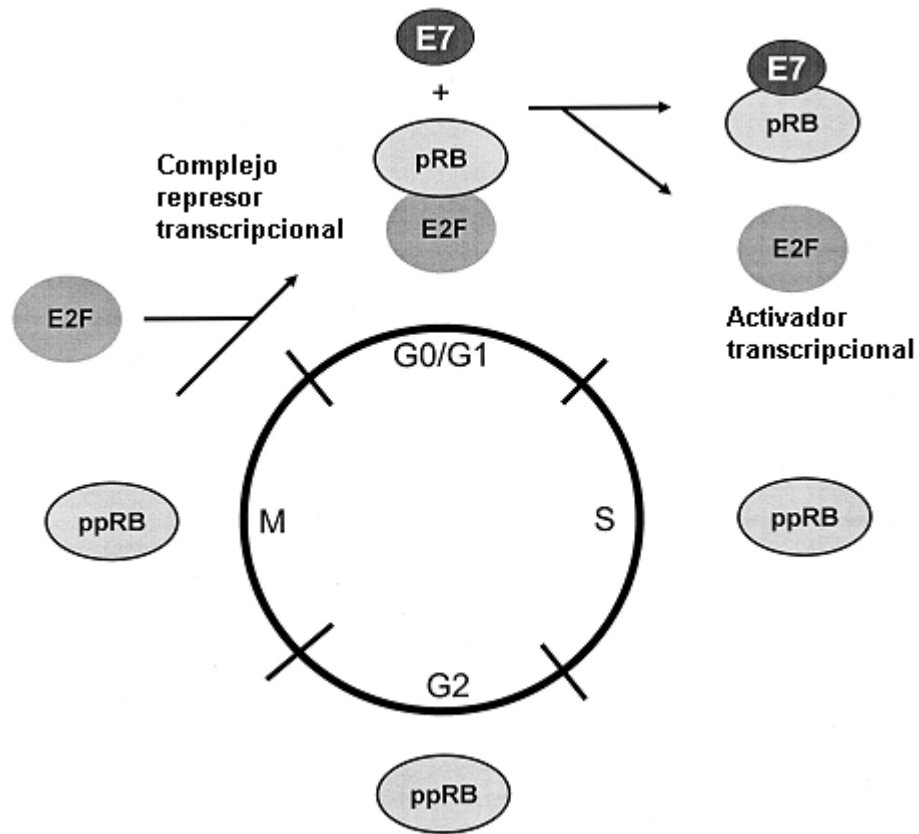 E7
+
pRB
E2F
E7
pRB
E2F
Activador
transcripcional
Complejo
represor
transcripcional
E2F
G0/G1
M
S
G2
ppRB
ppRB
ppRB